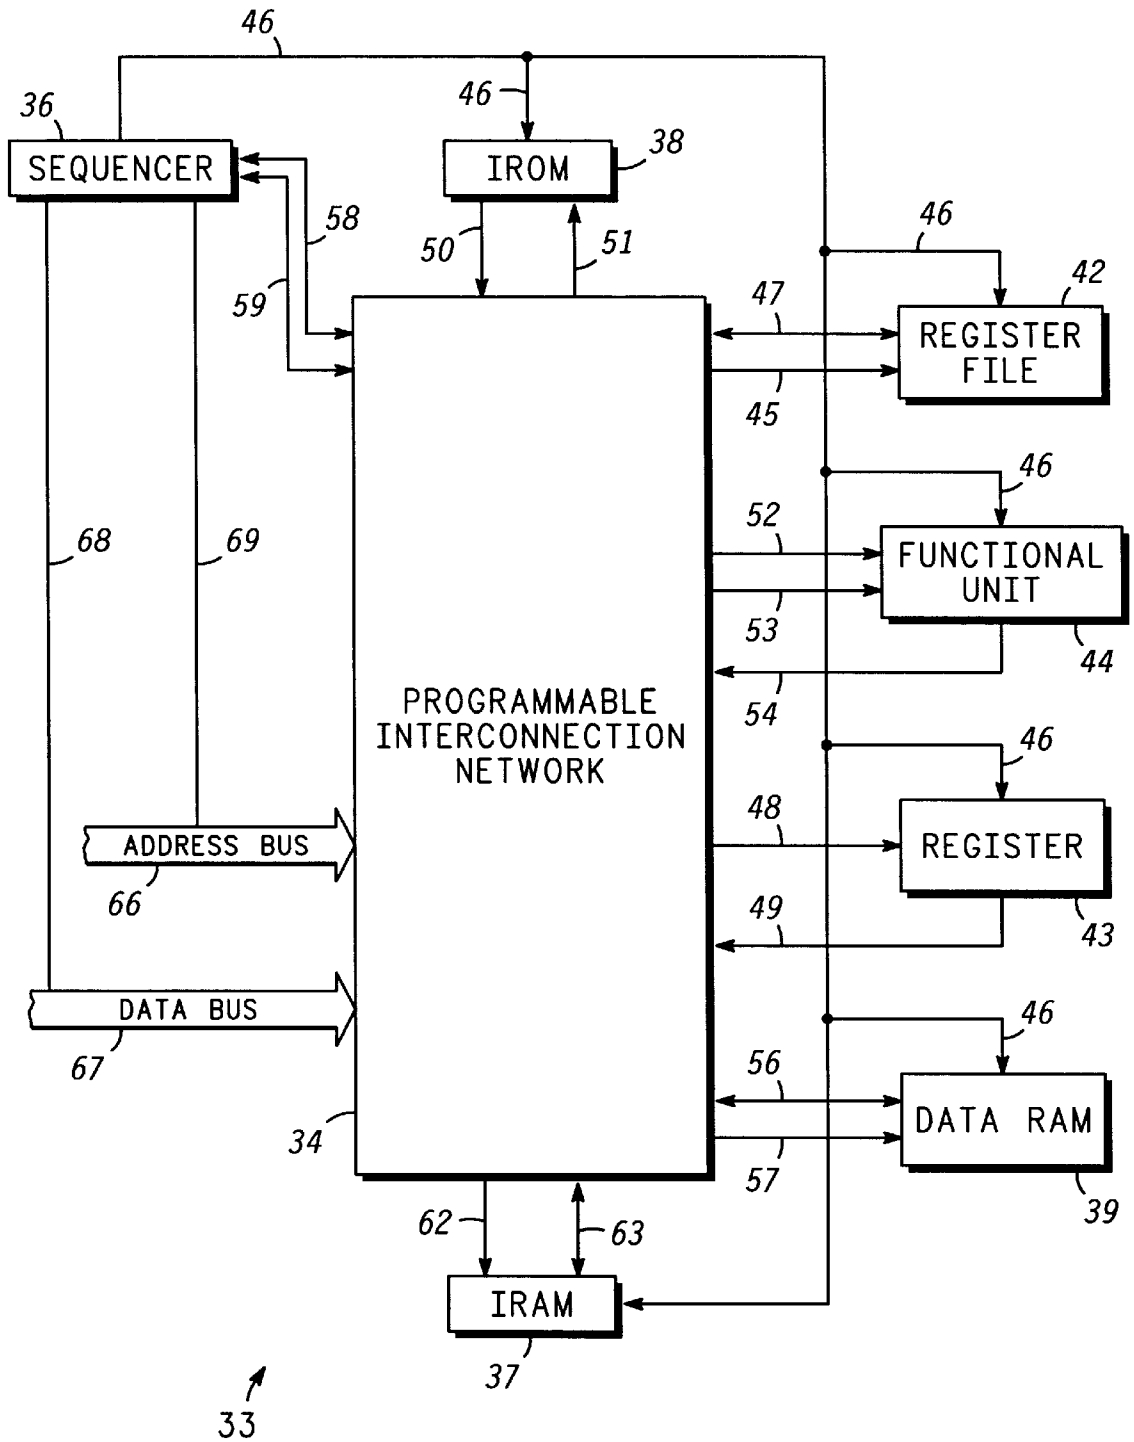 46
36
46
38
SEQUENCER
IROM
58
50
51
46
59
47
42
REGISTER
FILE
45
46
68
69
52
FUNCTIONAL
UNIT
53
44
54
PROGRAMMABLE
INTERCONNECTION
NETWORK
46
48
ADDRESS BUS
REGISTER
66
49
43
DATA BUS
46
67
56
DATA RAM
34
57
39
62
63
IRAM
37
33